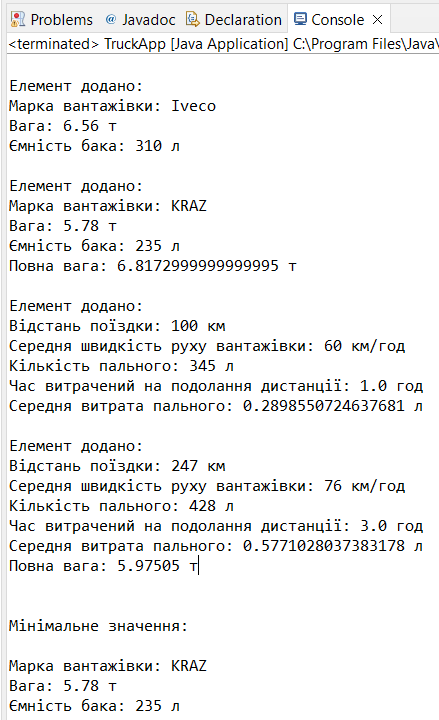 Problems @ Javadoc Declaration Console
<terminated> TruckApp [Java Application] C:\Program Files\Java\
Елемент додано:
Марка вантажівки: Iveco
Вага: 6.56 т
Ємність бака: 310 л
Елемент додано:
Марка вантажівки: KRAZ
Вага: 5.78 т
Ємність бака: 235 л
Повна вага: 6.8172999999999995 т
Елемент додано:
Відстань поїздки: 100 км
Середня швидкість руху вантажівки: 60 км/год
Кількість пального: 345 л
Час витрачений на подолання дистанції: 1.0 год
Середня витрата пального: 0.2898550724637681 л
Елемент додано:
Відстань поїздки: 247 км
Середня швидкість руху вантажівки: 76 км/год
Кількість пального: 428 л
Час витрачений на подолання дистанції: 3.0 год
Середня витрата пального: 0.5771028037383178 л
Повна вага: 5.97505 т
Мінімальне значення:
Марка вантажівки: KRAZ
Вага: 5.78 т
Ємність бака: 235 л